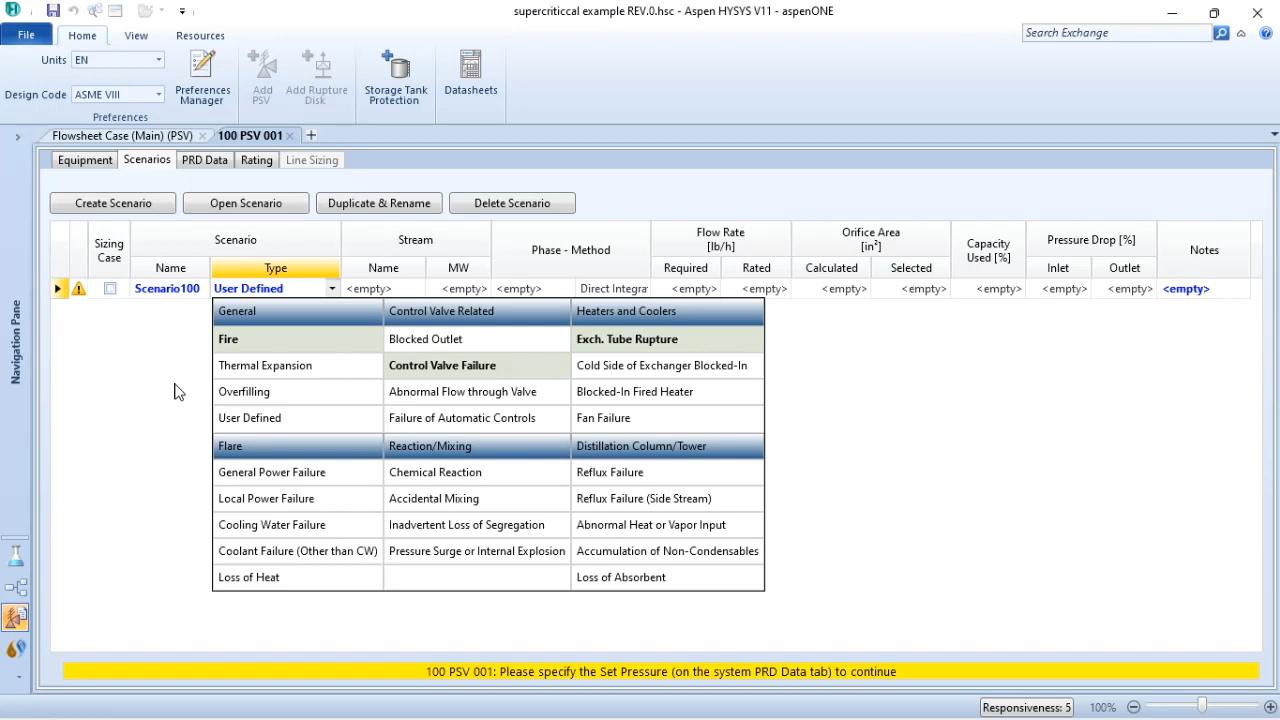 supercriticcal example REV.0.hsc - Aspen HYSYS V11 - aspenONE
File Home View Resources Search Exchange
Units EN
Design Code ASME VIII
Preferences Manager
Add PSV
Add Rupture Disk
Storage Tank Protection
Datasheets
Preferences
Flowsheet Case (Main) (PSV) 100 PSV 001
Equipment Scenarios PRD Data Rating Line Sizing
Create Scenario Open Scenario Duplicate & Rename Delete Scenario
Sizing Case
Scenario
Stream
Phase - Method
Flow Rate [lb/h]
Orifice Area [in²]
Capacity Used [%]
Pressure Drop [%]
Notes
Name Type Name MW Required Rated Calculated Selected Inlet Outlet
Scenario100 User Defined <empty> <empty> <empty> Direct Integra <empty> <empty> <empty> <empty> <empty> <empty> <empty> <empty>
General Control Valve Related Heaters and Coolers
Fire Blocked Outlet Exch. Tube Rupture
Thermal Expansion Control Valve Failure Cold Side of Exchanger Blocked-In
Overfilling Abnormal Flow through Valve Blocked-In Fired Heater
User Defined Failure of Automatic Controls Fan Failure
Flare Reaction/Mixing Distillation Column/Tower
General Power Failure Chemical Reaction Reflux Failure
Local Power Failure Accidental Mixing Reflux Failure (Side Stream)
Cooling Water Failure Inadvertent Loss of Segregation Abnormal Heat or Vapor Input
Coolant Failure (Other than CW) Pressure Surge or Internal Explosion Accumulation of Non-Condensables
Loss of Heat Loss of Absorbent
Navigation Pane
100 PSV 001: Please specify the Set Pressure (on the system PRD Data tab) to continue
Responsiveness: 5 100%